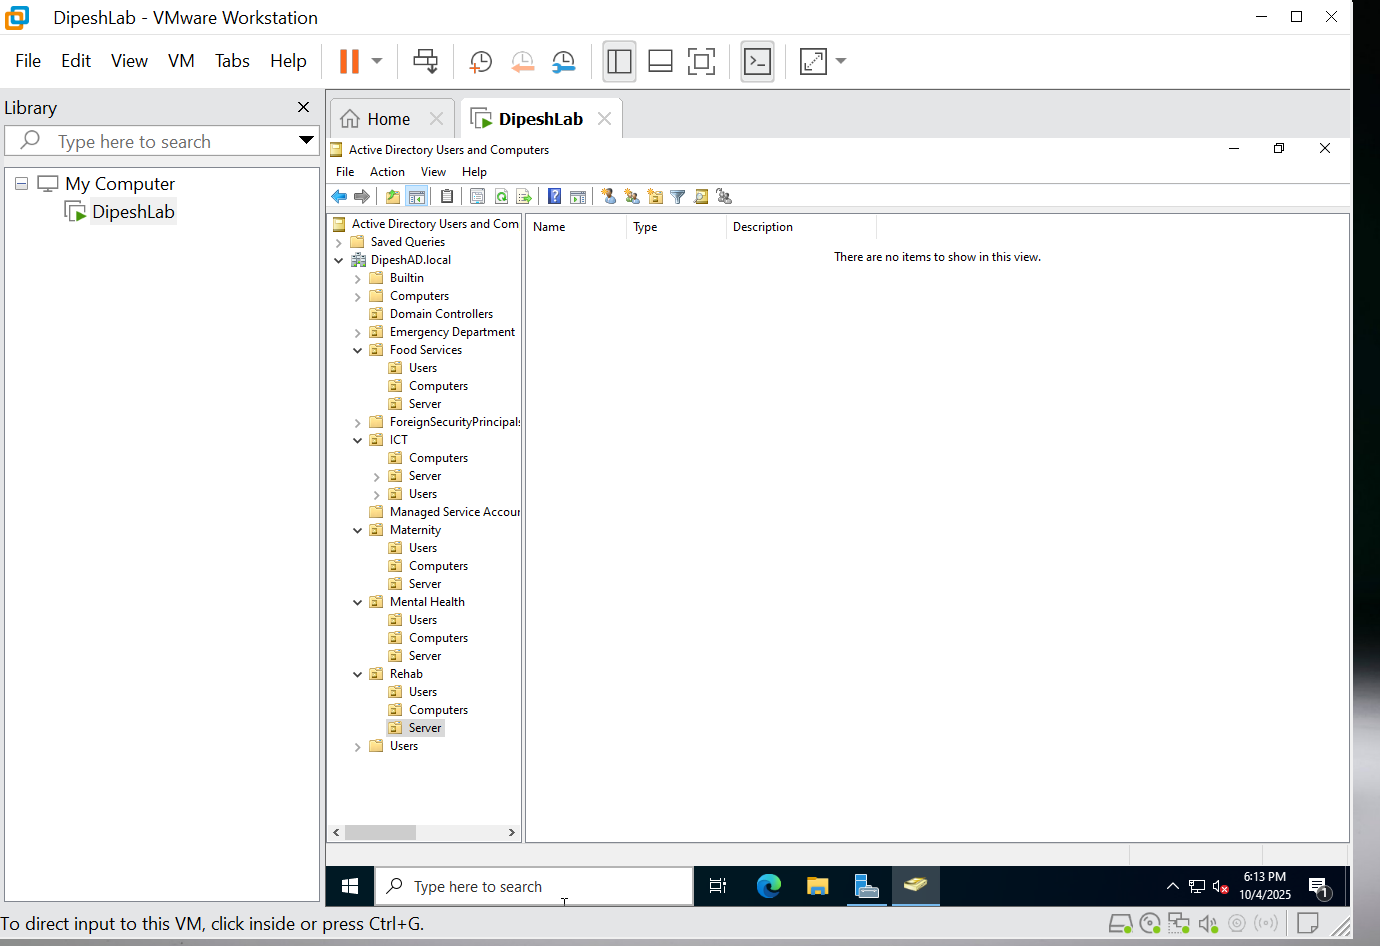 DipeshLab - VMware Workstation
File Edit View VM Tabs Help
Library
Type here to search
My Computer
DipeshLab
Home
DipeshLab
Active Directory Users and Computers
File Action View Help
Active Directory Users and Com
Saved Queries
DipeshAD.local
Builtin
Computers
Domain Controllers
Emergency Department
Food Services
Users
Computers
Server
ForeignSecurityPrincipals
ICT
Computers
Server
Users
Managed Service Accour
Maternity
Users
Computers
Server
Mental Health
Users
Computers
Server
Rehab
Users
Computers
Server
Users
Name Type Description
There are no items to show in this view.
Type here to search
6:13 PM
10/4/2025
1
To direct input to this VM, click inside or press Ctrl+G.